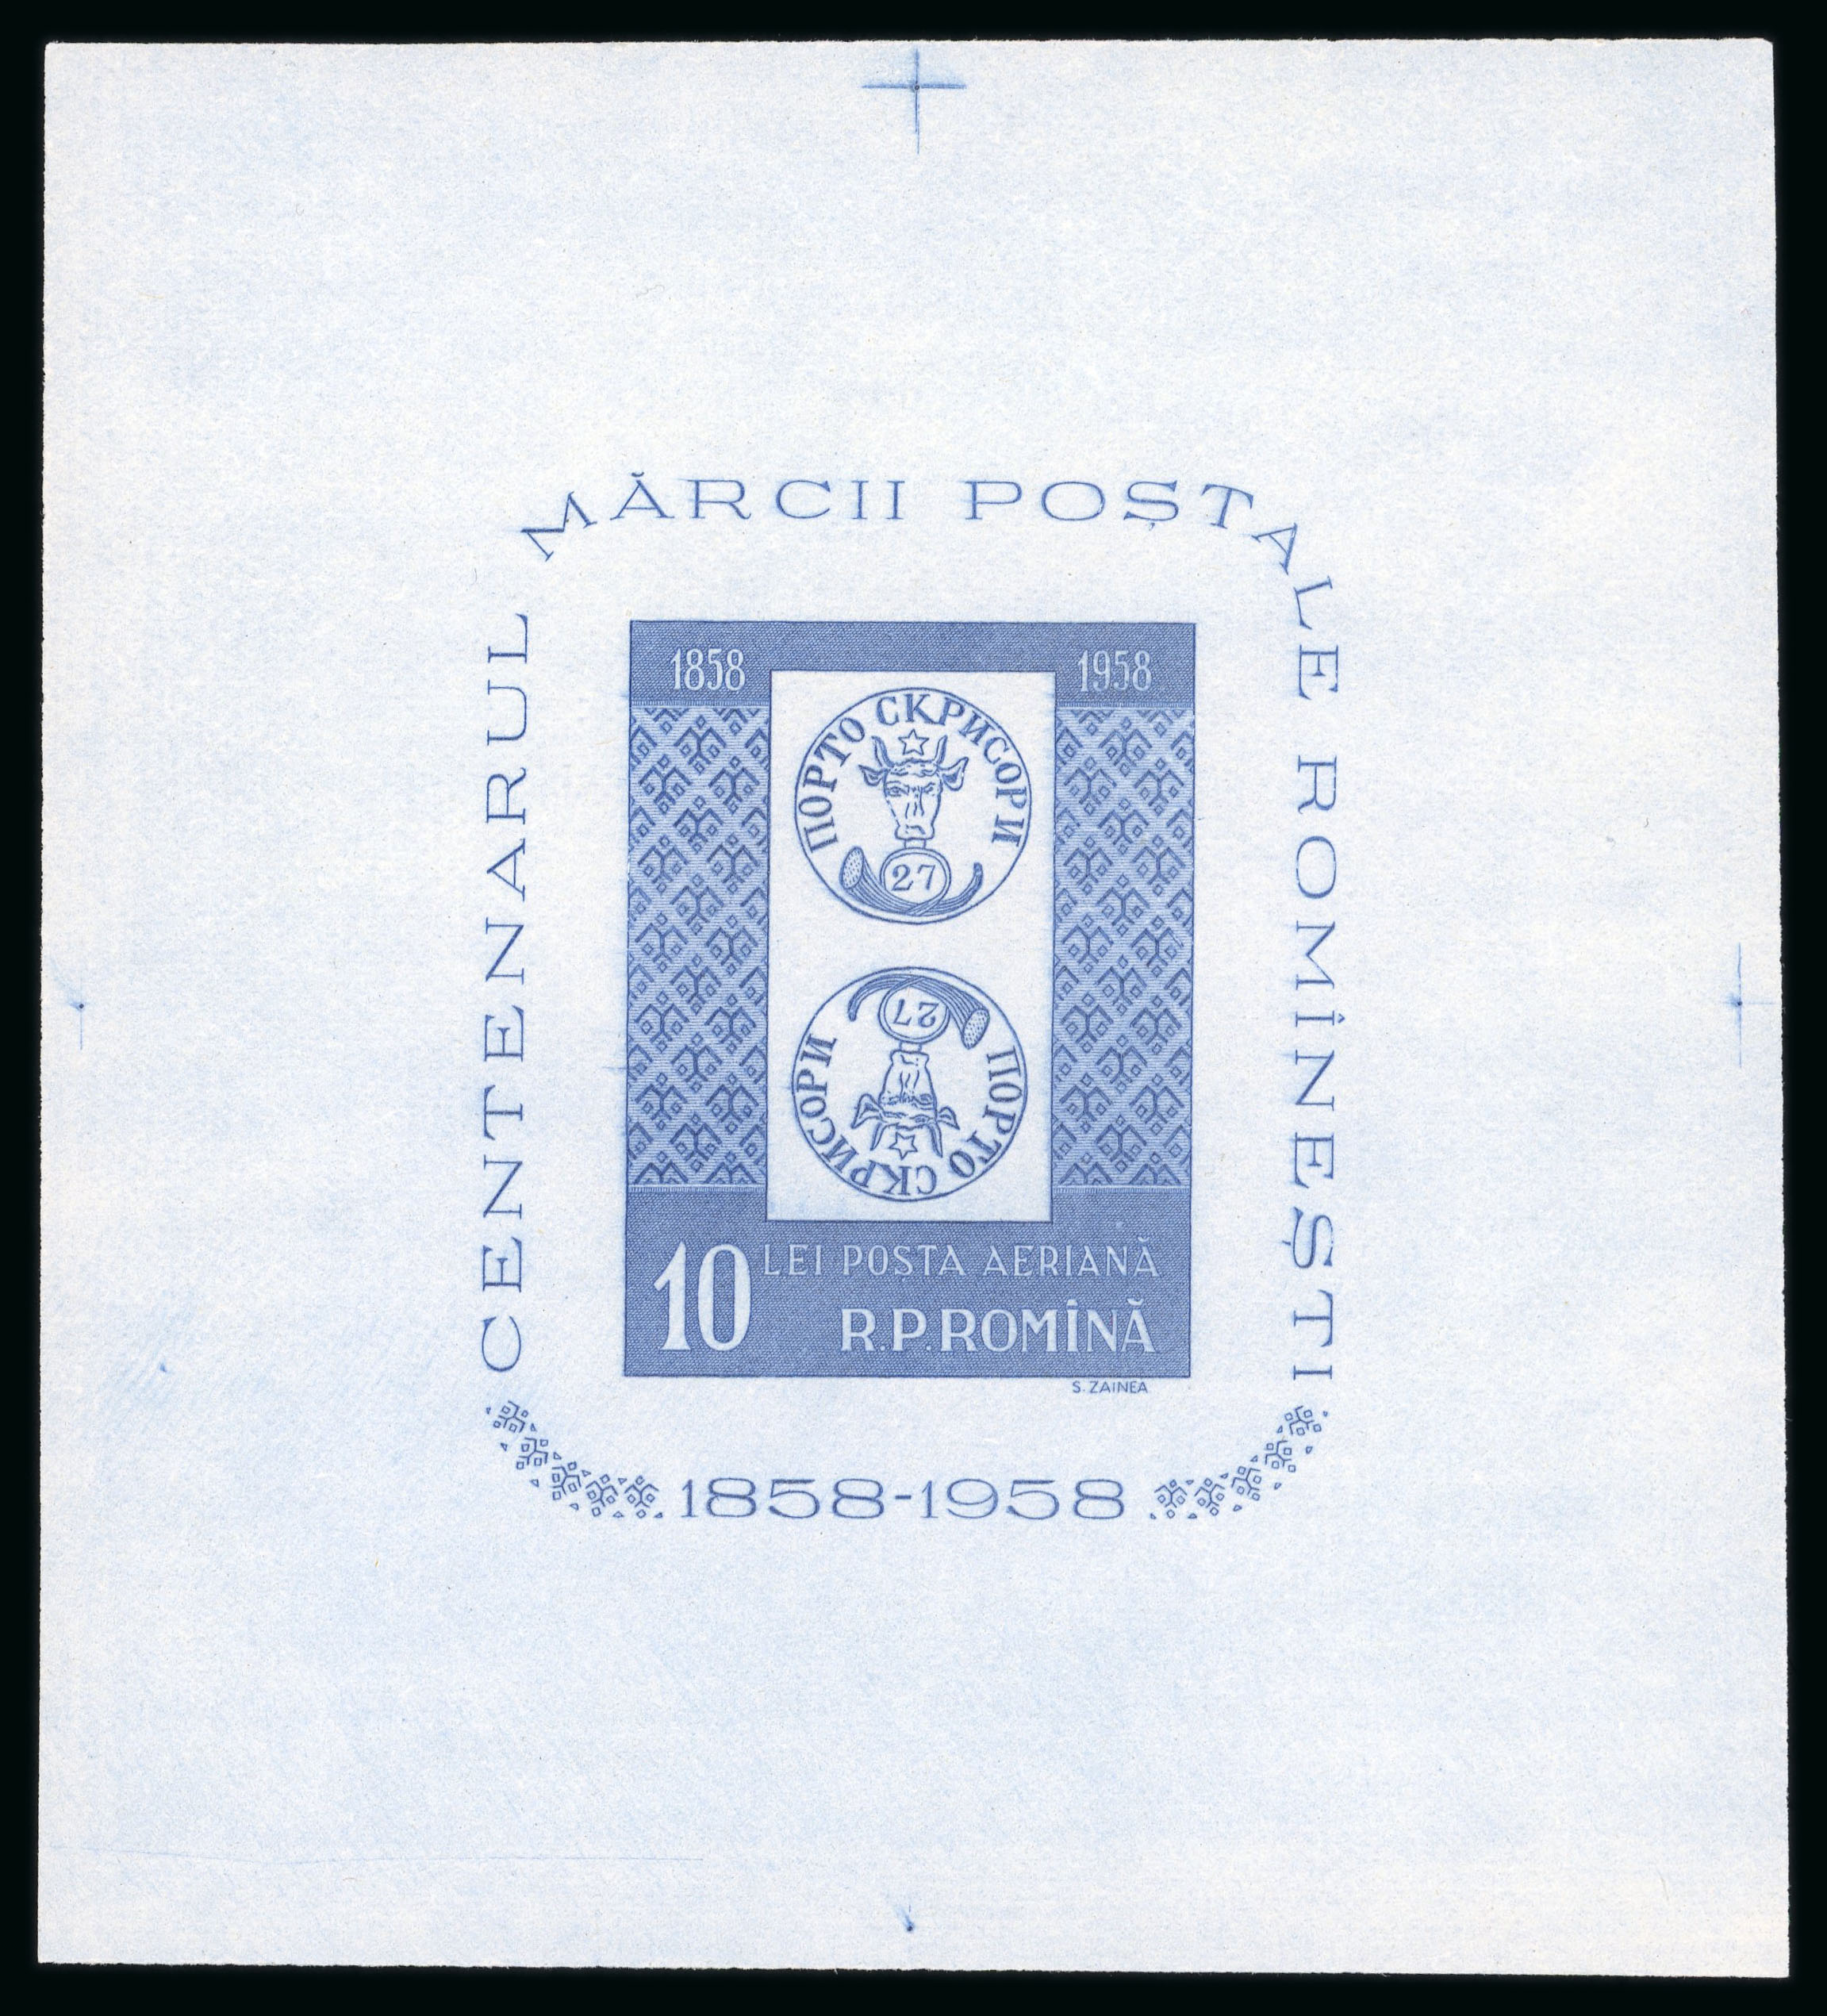 CENTENARUL MĂRCII POȘTALE ROMÎNEȘTI
1858
1958
ПОРТО СКРИСОРИ
27
ПОРТО СКРИСОРИ
27
10 LEI POȘTA AERIANĂ
R.P.ROMÎNĂ
S. ZAINEA
1858-1958